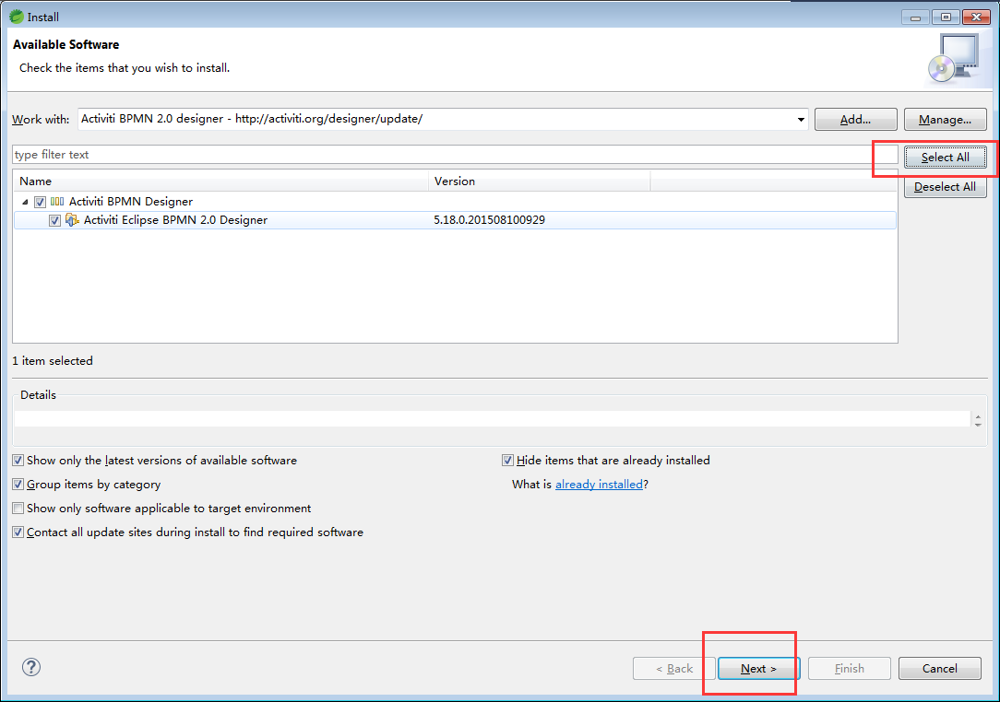 Install
Available Software
Check the items that you wish to install.
Work with: Activiti BPMN 2.0 designer - http://activiti.org/designer/update/ Add... Manage...
type filter text Select All
Name Version Deselect All
Activiti BPMN Designer
Activiti Eclipse BPMN 2.0 Designer 5.18.0.201508100929
1 item selected
Details
Show only the latest versions of available software Hide items that are already installed
Group items by category What is already installed?
Show only software applicable to target environment
Contact all update sites during install to find required software
? < Back Next > Finish Cancel